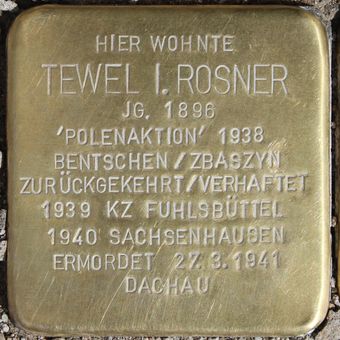 HIER WOHNTE
TEWEL I. ROSNER
JG. 1896
'POLENAKTION' 1938
BENTSCHEN/ZBASZYN
ZURÜCKGEKEHRT/VERHAFTET
1939 KZ FUHLSBÜTTEL
1940 SACHSENHAUSEN
ERMORDET 27.3.1941
DACHAU